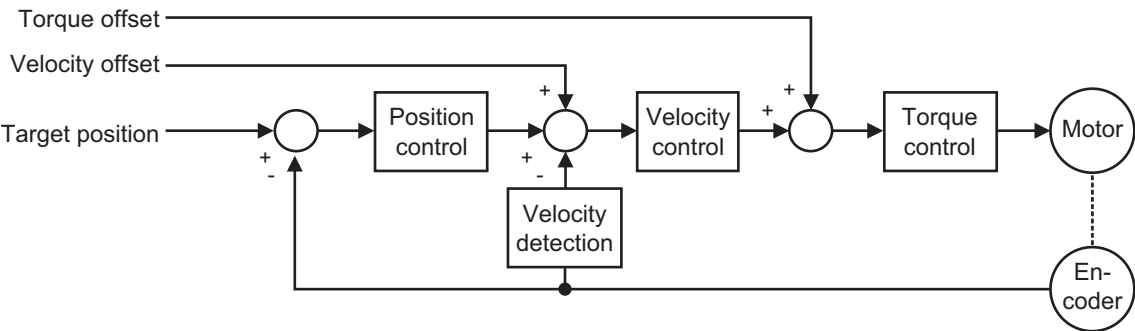 Torque offset
Velocity offset
Target position
+
-
Position
control
+
+
-
Velocity
detection
Velocity
control
+
+
Torque
control
Motor
En-
coder